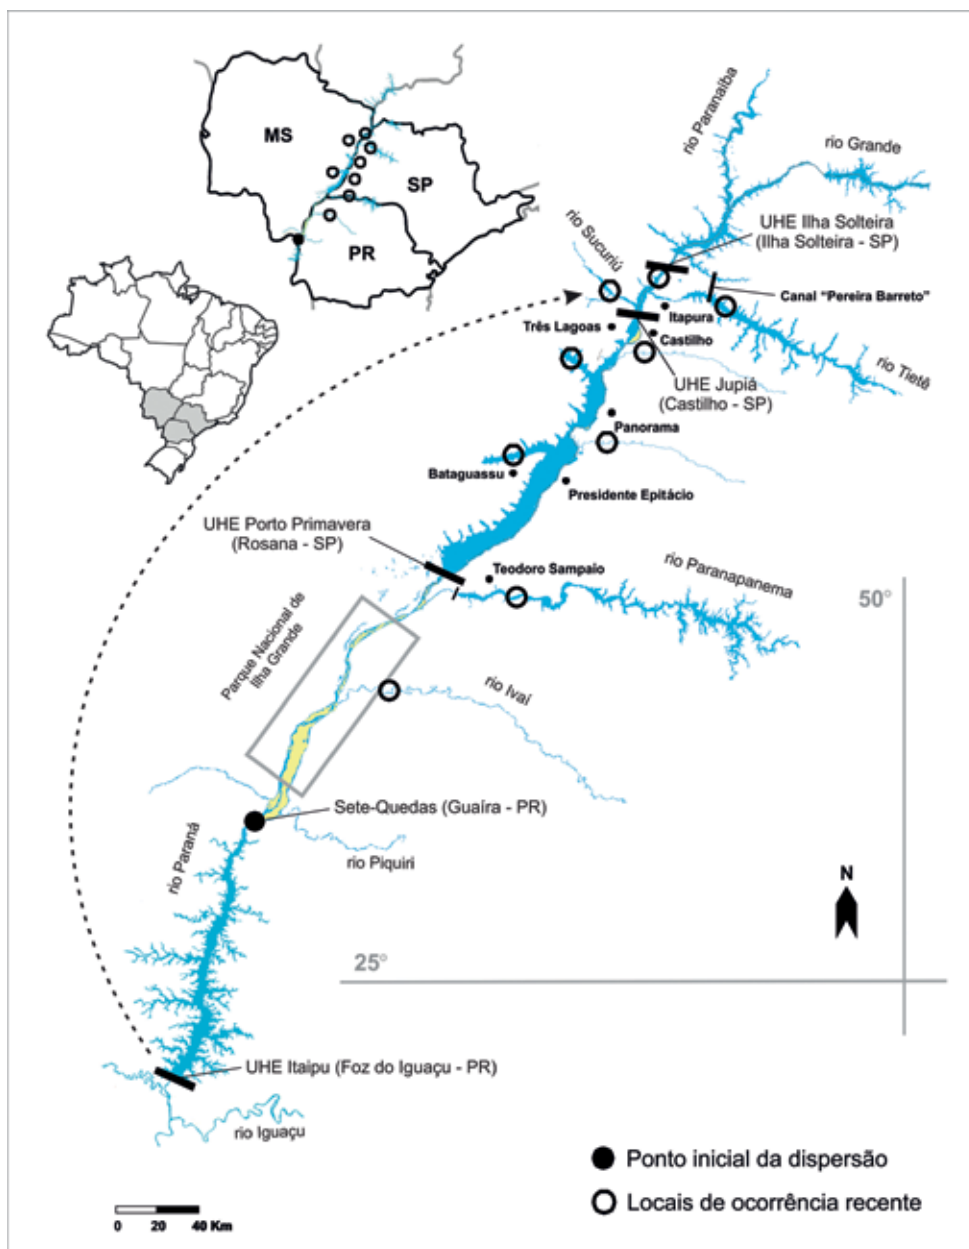 MS
SP
PR
rio Paranaíba
rio Grande
rio Sucuriú
UHE Ilha Solteira
(Ilha Solteira - SP)
Canal “Pereira Barreto”
Itapura
Três Lagoas
Castilho
rio Tietê
UHE Jupiá
(Castilho - SP)
Panorama
Bataguassu
Presidente Epitácio
UHE Porto Primavera
(Rosana - SP)
Teodoro Sampaio
rio Paranapanema
50°
Parque Nacional de
Ilha Grande
rio Ivaí
Sete-Quedas (Guaíra - PR)
rio Paraná
rio Piquiri
N
25°
UHE Itaipu (Foz do Iguaçu - PR)
rio Iguaçu
Ponto inicial da dispersão
Locais de ocorrência recente
0 20 40 Km